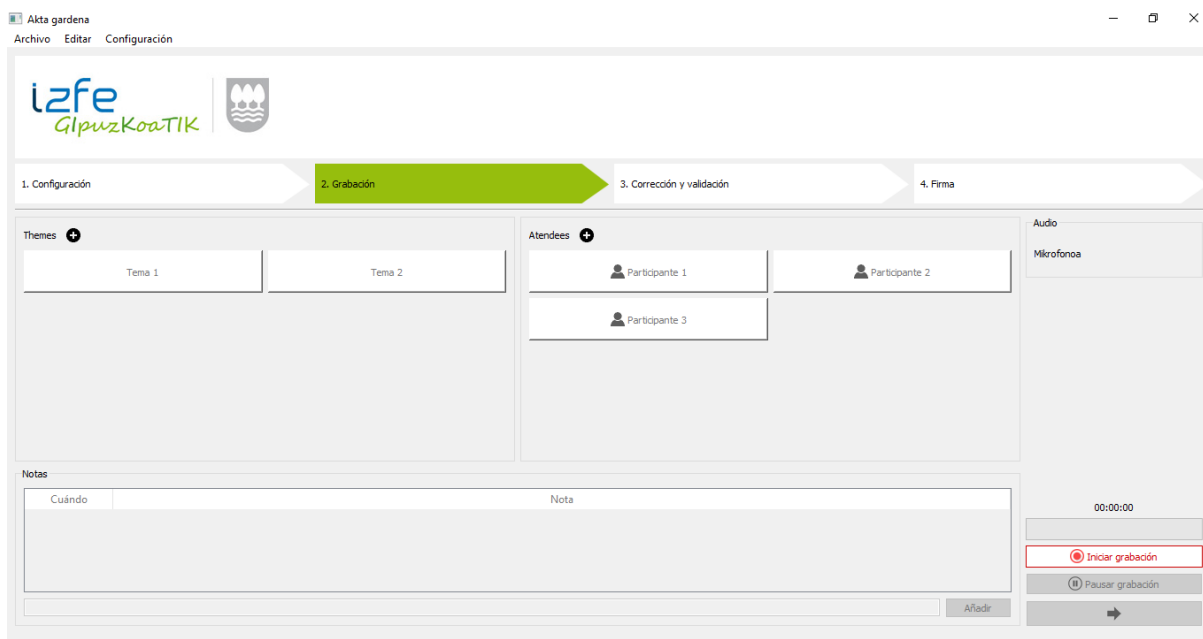 Akta gardena
Archivo Editar Configuración
izfe
GIpuzKoaTIK
1. Configuración
2. Grabación
3. Corrección y validación
4. Firma
Themes
Tema 1
Tema 2
Atendees
Participante 1
Participante 2
Participante 3
Audio
Mikrofonoa
Notas
Cuándo
Nota
Añadir
00:00:00
Iniciar grabación
Pausar grabación